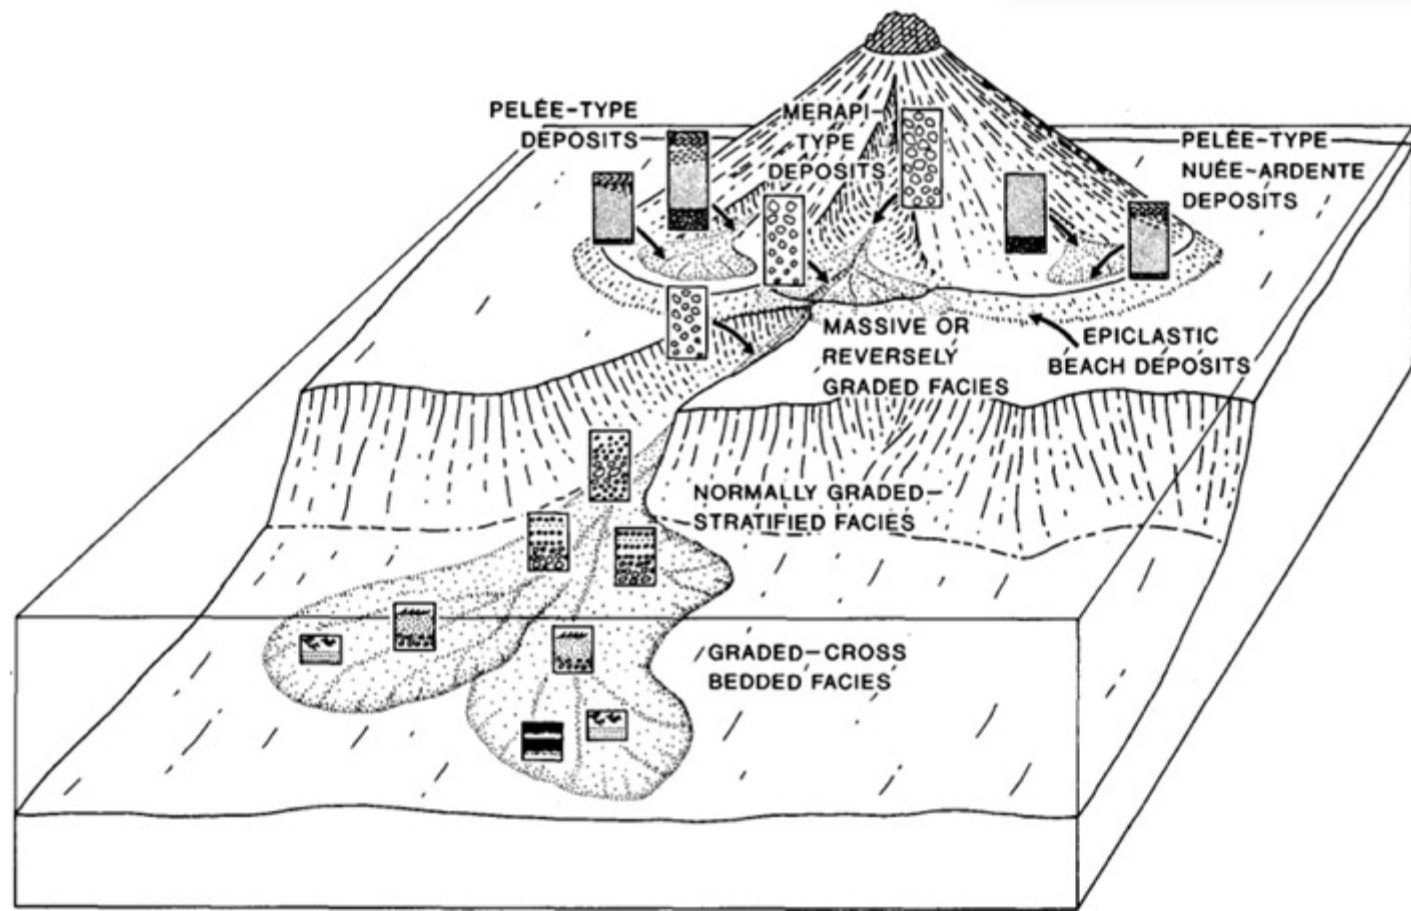 PELÉE-TYPE
DEPOSITS
MERAPI-
TYPE
DEPOSITS
PELÉE-TYPE
NUÉE-ARDENTE
DEPOSITS
MASSIVE OR
REVERSELY
GRADED FACIES
EPICLASTIC
BEACH DEPOSITS
NORMALLY GRADED-
STRATIFIED FACIES
GRADED-CROSS
BEDDED FACIES